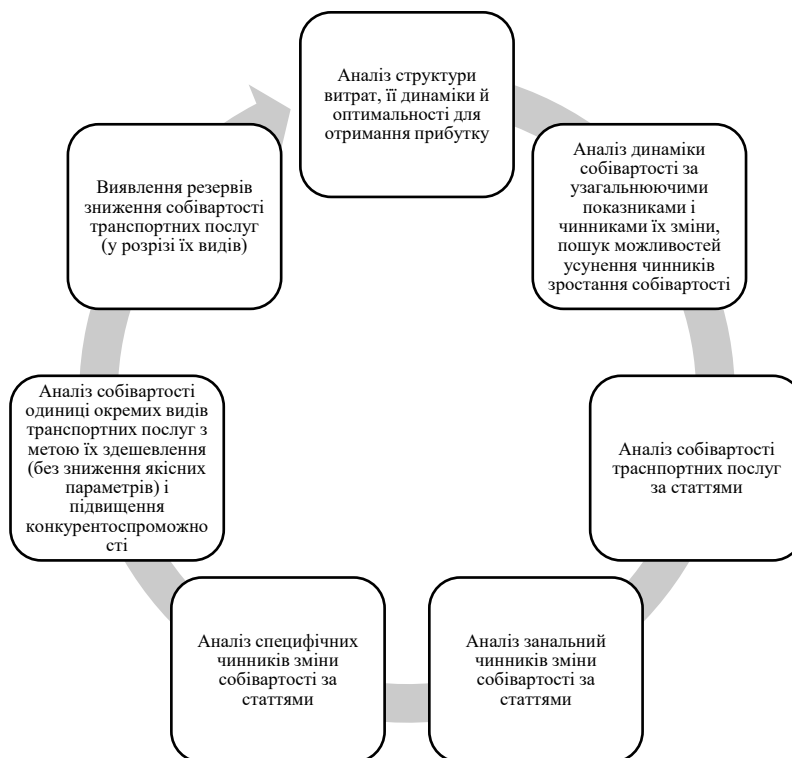 Аналіз структури
витрат, її динаміки й
оптимальності для
отримання прибутку
Аналіз динаміки
собівартості за
узагальнюючими
показниками і
чинниками їх зміни,
пошук можливостей
усунення чинників
зростання собівартості
Аналіз собівартості
траснпортних послуг
за статтями
Аналіз занальний
чинників зміни
собівартості за
статтями
Аналіз специфічних
чинників зміни
собівартості за
статтями
Аналіз собівартості
одиниці окремих видів
транспортних послуг з
метою їх здешевлення
(без зниження якісних
параметрів) і
підвищення
конкурентоспроможно
сті
Виявлення резервів
зниження собівартості
транспортних послуг
(у розрізі їх видів)